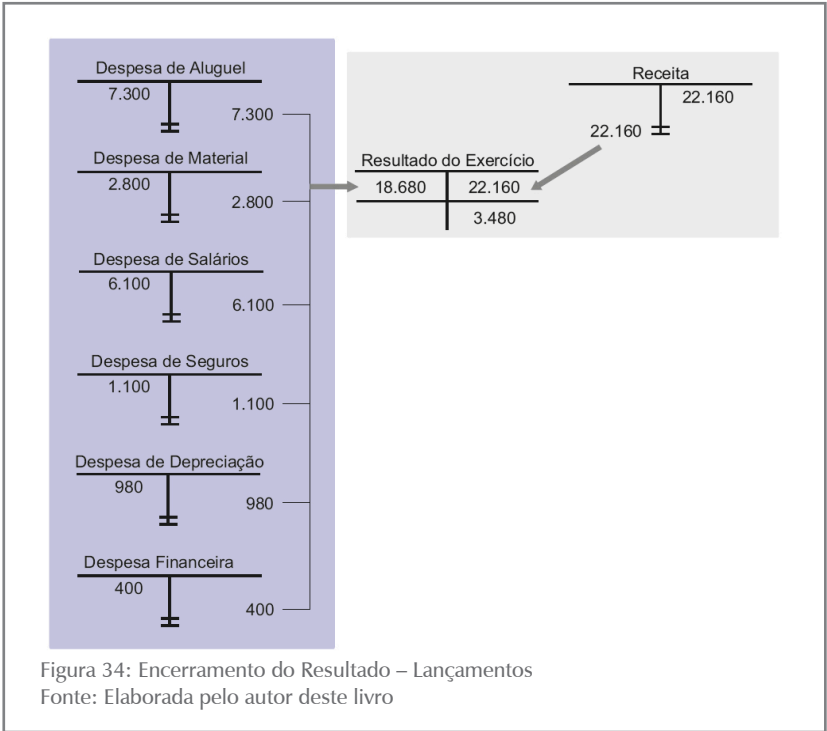 Despesa de Aluguel
7.300
7.300
Despesa de Material
2.800
2.800
Despesa de Salários
6.100
6.100
Despesa de Seguros
1.100
1.100
Despesa de Depreciação
980
980
Despesa Financeira
400
400
Receita
22.160
22.160
Resultado do Exercício
18.680 22.160
3.480
Figura 34: Encerramento do Resultado – Lançamentos
Fonte: Elaborada pelo autor deste livro